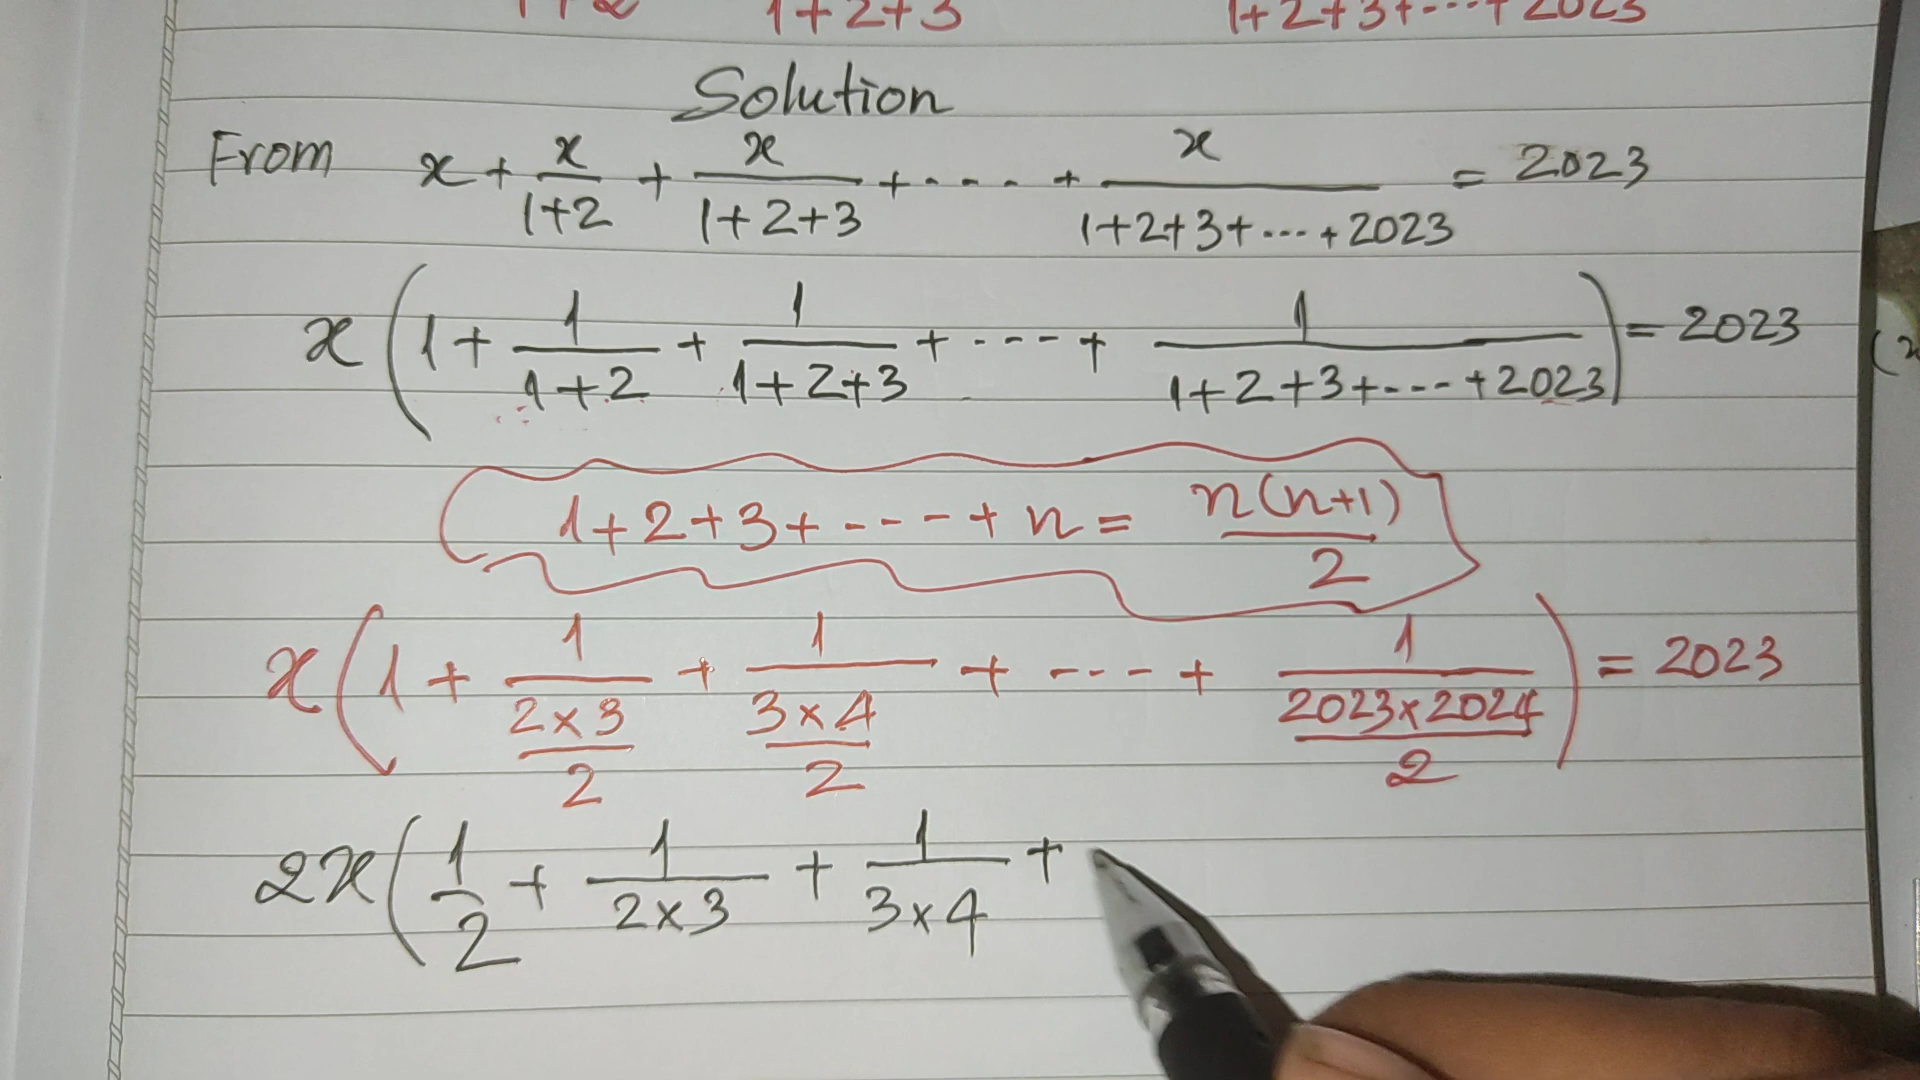 1+2 1+2+3 1+2+3+---+2023
Solution
From x + x/(1+2) + x/(1+2+3) +---- + x/(1+2+3+---+2023) = 2023
x(1 + 1/(1+2) + 1/(1+2+3) + ---- + 1/(1+2+3+---+2023)) = 2023
1+2+3+----+n = n(n+1)/2
x(1 + 1/((2×3)/2) + 1/((3×4)/2) + ---- + 1/((2023×2024)/2)) = 2023
2x(1/2 + 1/(2×3) + 1/(3×4) +